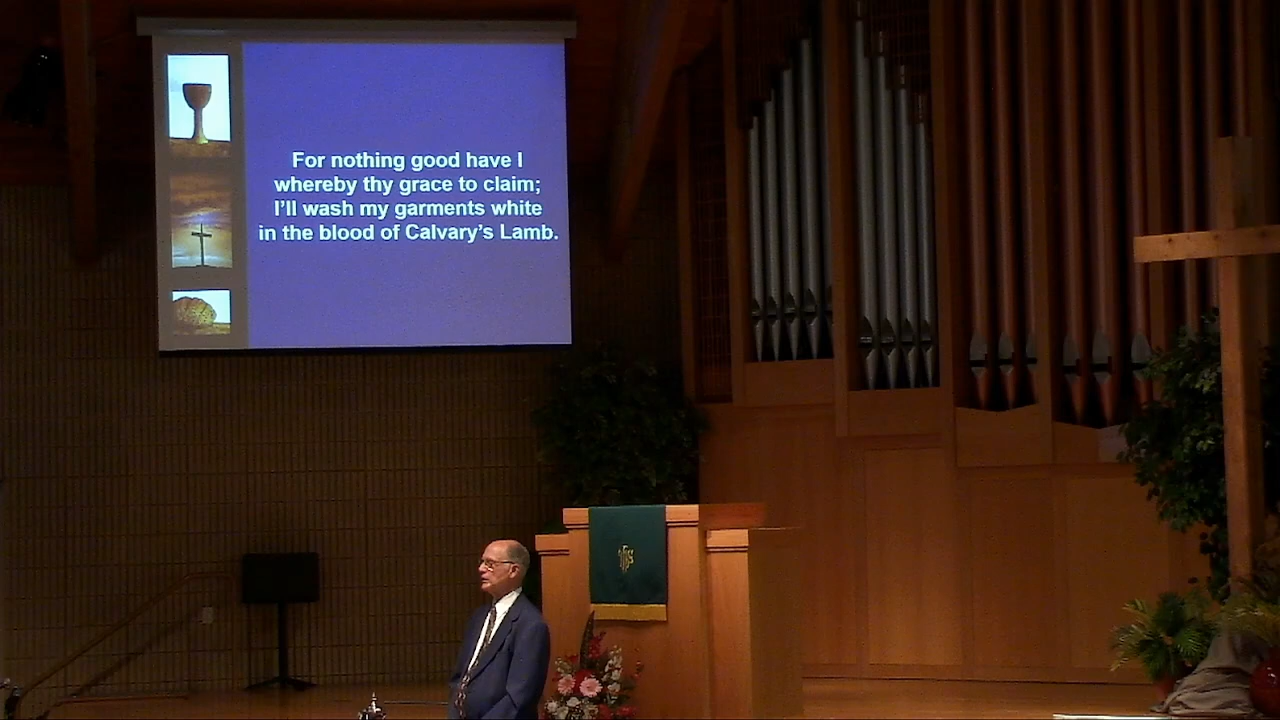 For nothing good have I
whereby thy grace to claim;
I'll wash my garments white
in the blood of Calvary's Lamb.
IHS